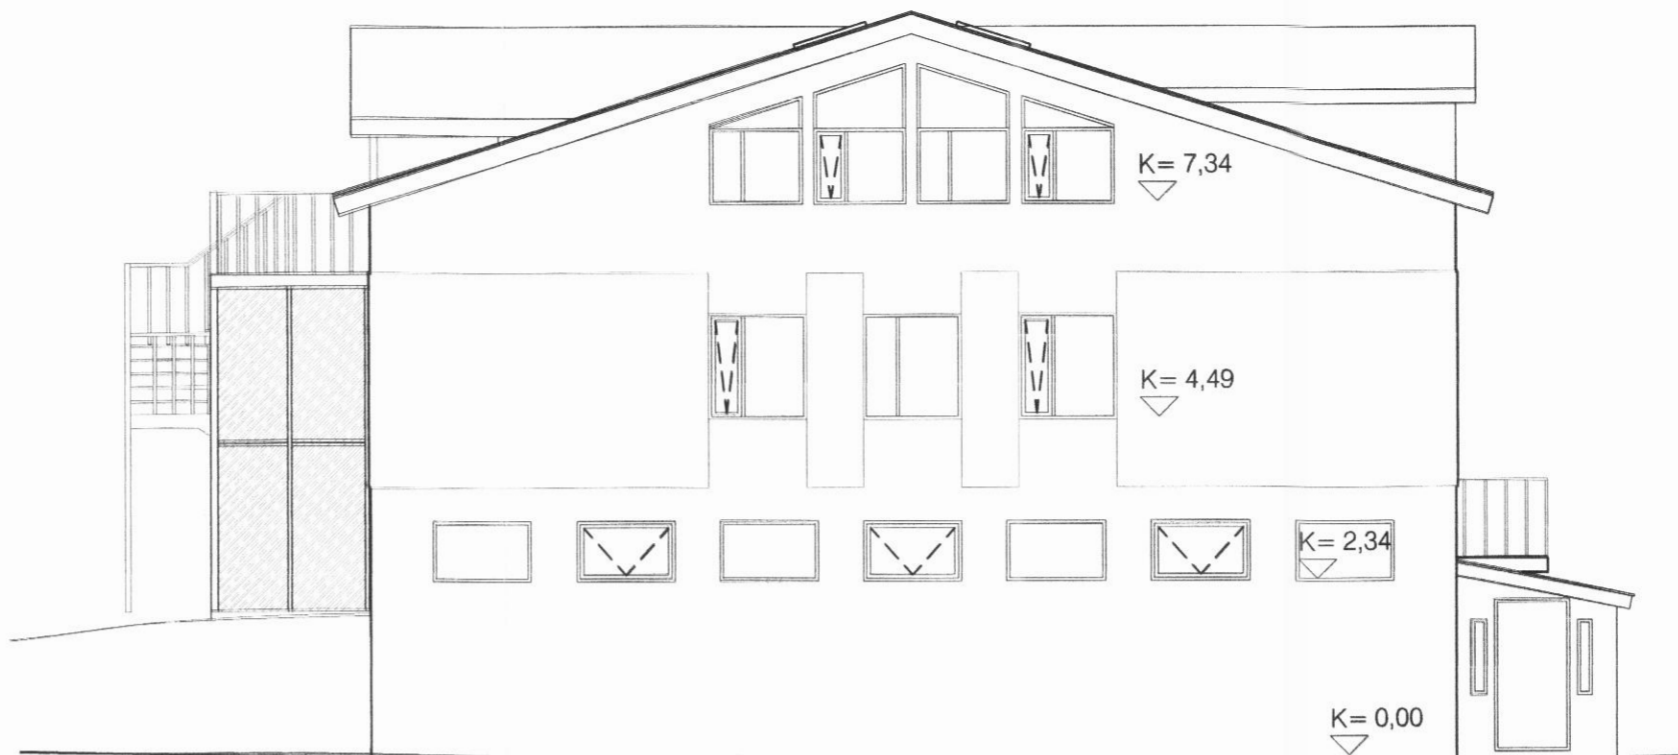 K= 7,34
K= 4,49
K= 2,34
K= 0,00